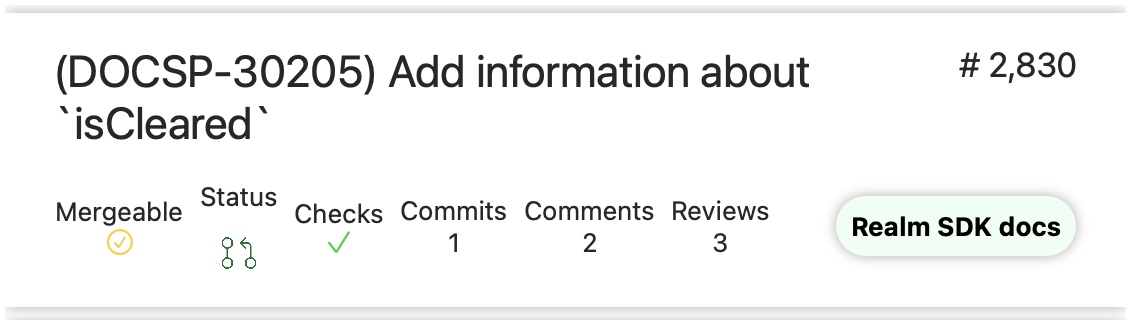 (DOCSP-30205) Add information about
`isCleared`
# 2,830
Mergeable
Status
Checks
Commits
1
Comments
2
Reviews
3
Realm SDK docs